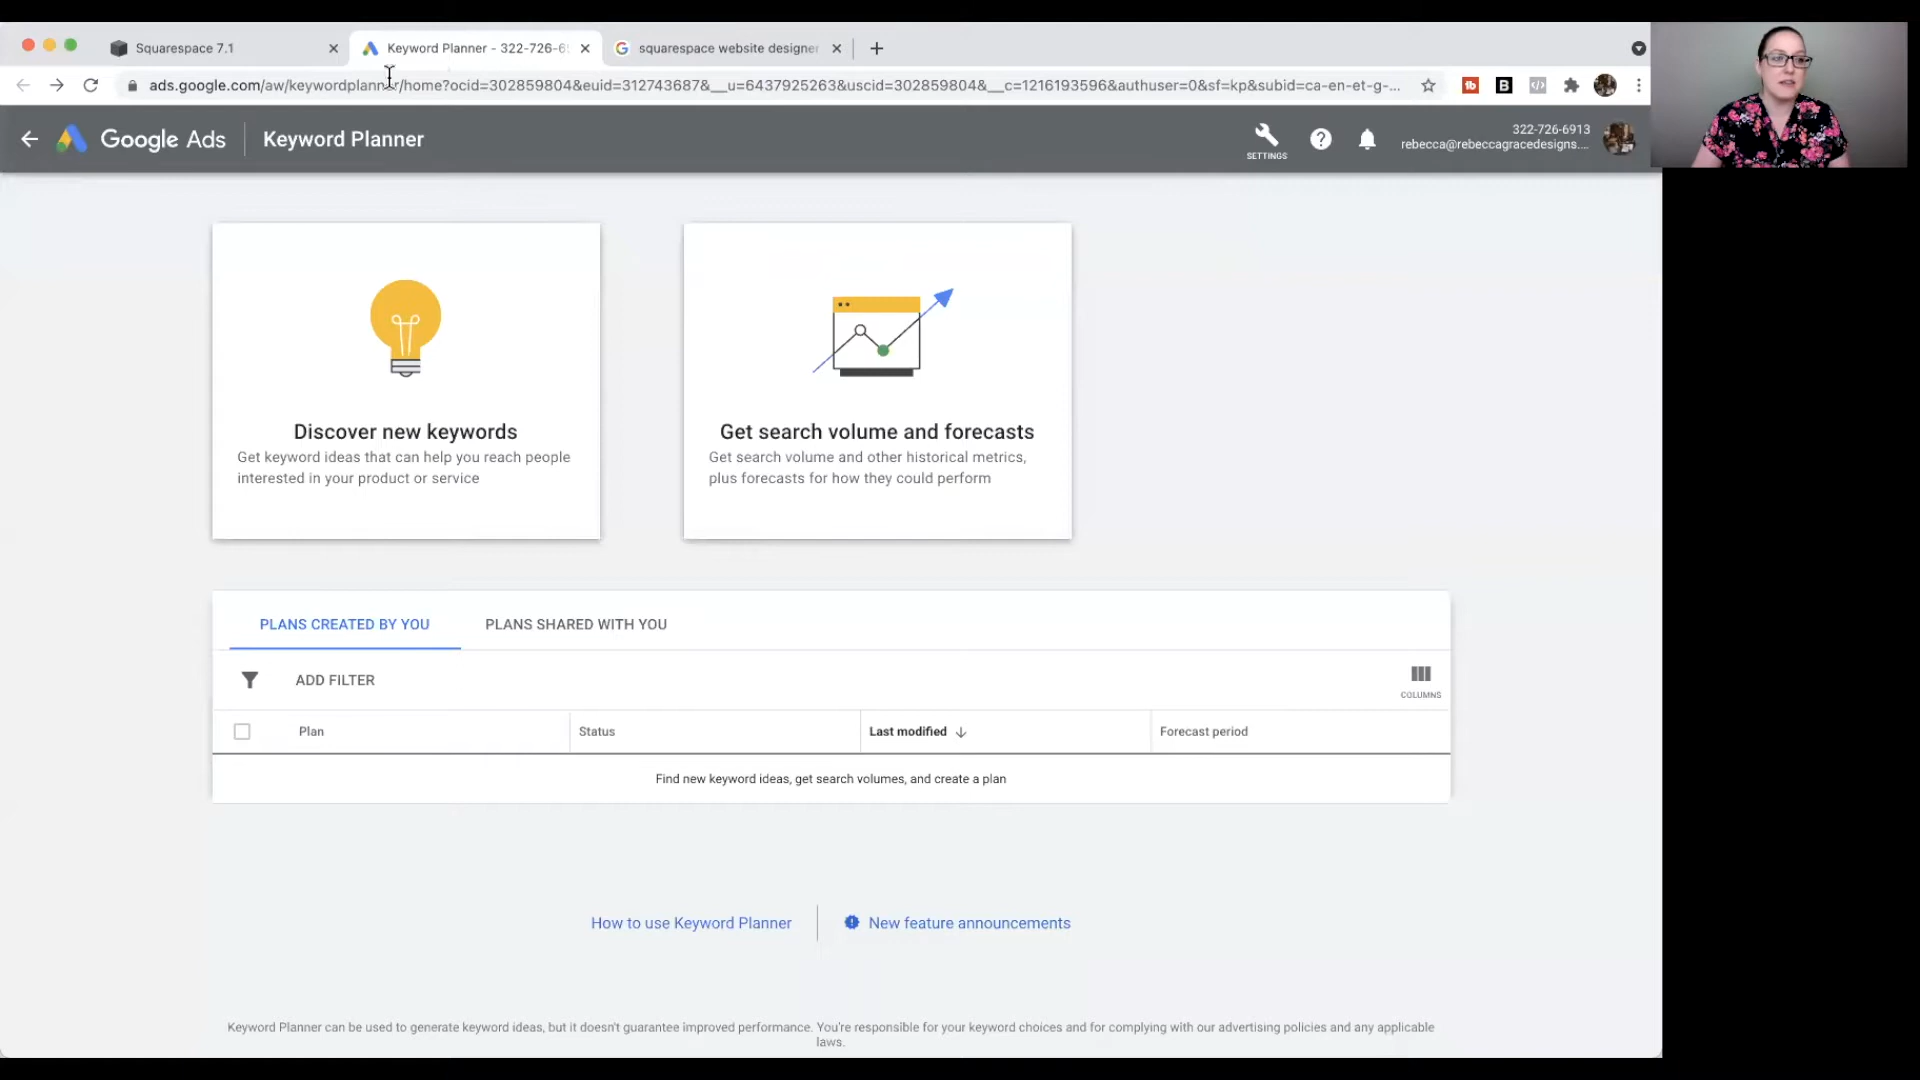 Squarespace 7.1
Keyword Planner - 322-726-6
squarespace website designer
ads.google.com/aw/keywordplanner/home?ocid=302859804&euid=312743687&__u=6437925263&uscid=302859804&__c=1216193596&authuser=0&sf=kp&subid=ca-en-et-g-...
Google Ads
Keyword Planner
SETTINGS
322-726-6913
rebecca@rebeccagracedesigns....
Discover new keywords
Get keyword ideas that can help you reach people
interested in your product or service
Get search volume and forecasts
Get search volume and other historical metrics,
plus forecasts for how they could perform
PLANS CREATED BY YOU
PLANS SHARED WITH YOU
ADD FILTER
COLUMNS
Plan
Status
Last modified
Forecast period
Find new keyword ideas, get search volumes, and create a plan
How to use Keyword Planner
New feature announcements
Keyword Planner can be used to generate keyword ideas, but it doesn't guarantee improved performance. You're responsible for your keyword choices and for complying with our advertising policies and any applicable
laws.